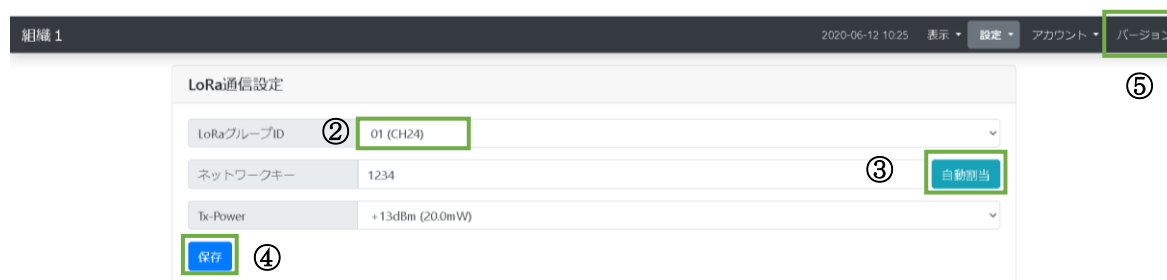 組織1 2020-06-12 10:25 表示 設定 アカウント バージョン
⑤
LoRa通信設定
LoRaグループID ② 01 (CH24)
ネットワークキー 1234 ③ 自動割当
Tx-Power +13dBm (20.0mW)
保存 ④